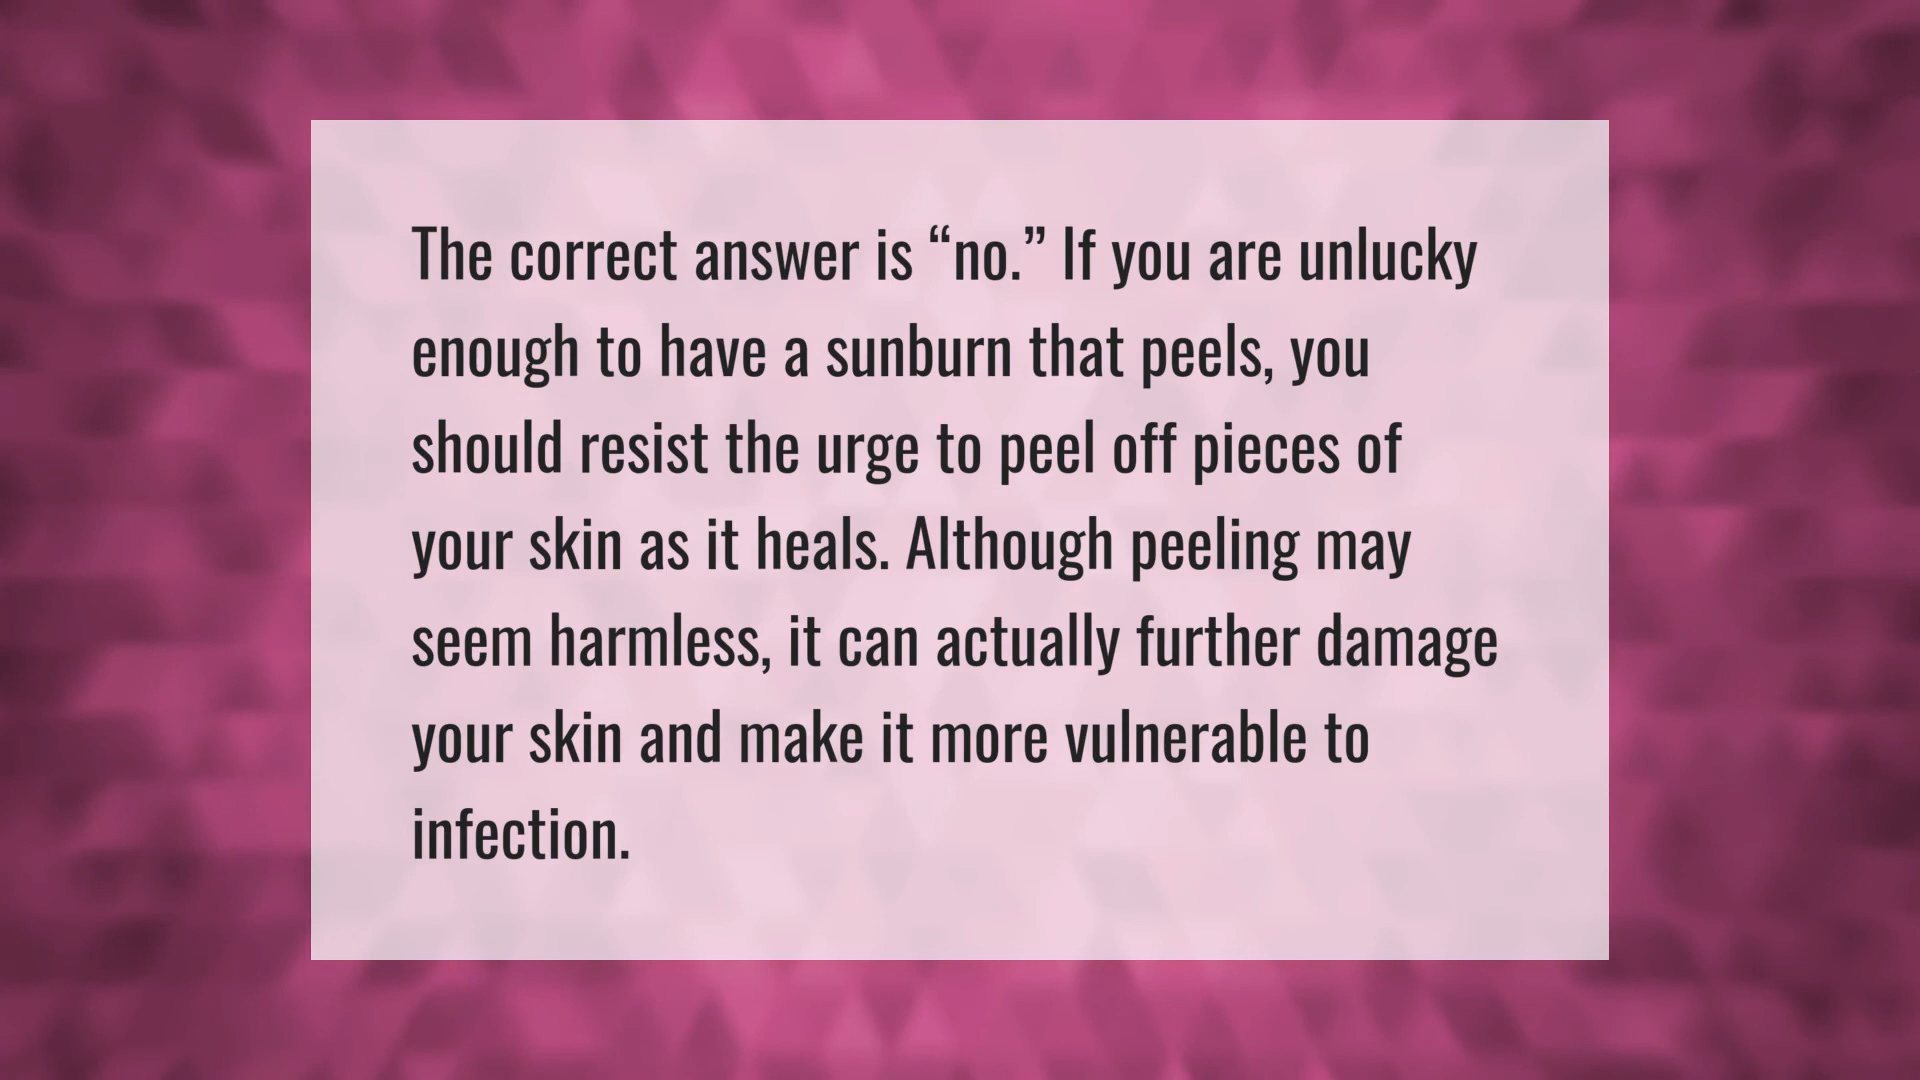 The correct answer is “no.” If you are unlucky
enough to have a sunburn that peels, you
should resist the urge to peel off pieces of
your skin as it heals. Although peeling may
seem harmless, it can actually further damage
your skin and make it more vulnerable to
infection.